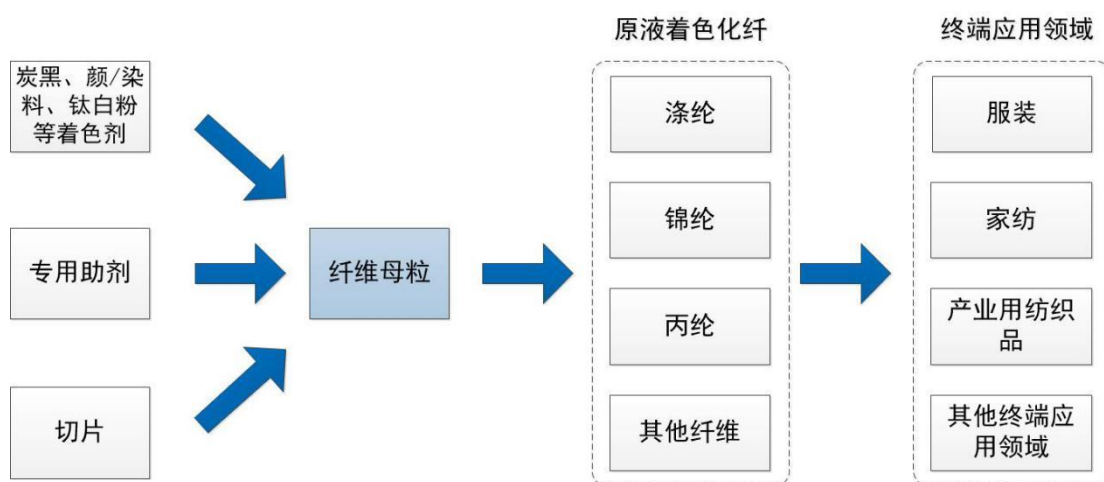 原液着色化纤
终端应用领域
炭黑、颜/染
料、钛白粉
等着色剂
专用助剂
切片
纤维母粒
涤纶
锦纶
丙纶
其他纤维
服装
家纺
产业用纺织
品
其他终端应
用领域